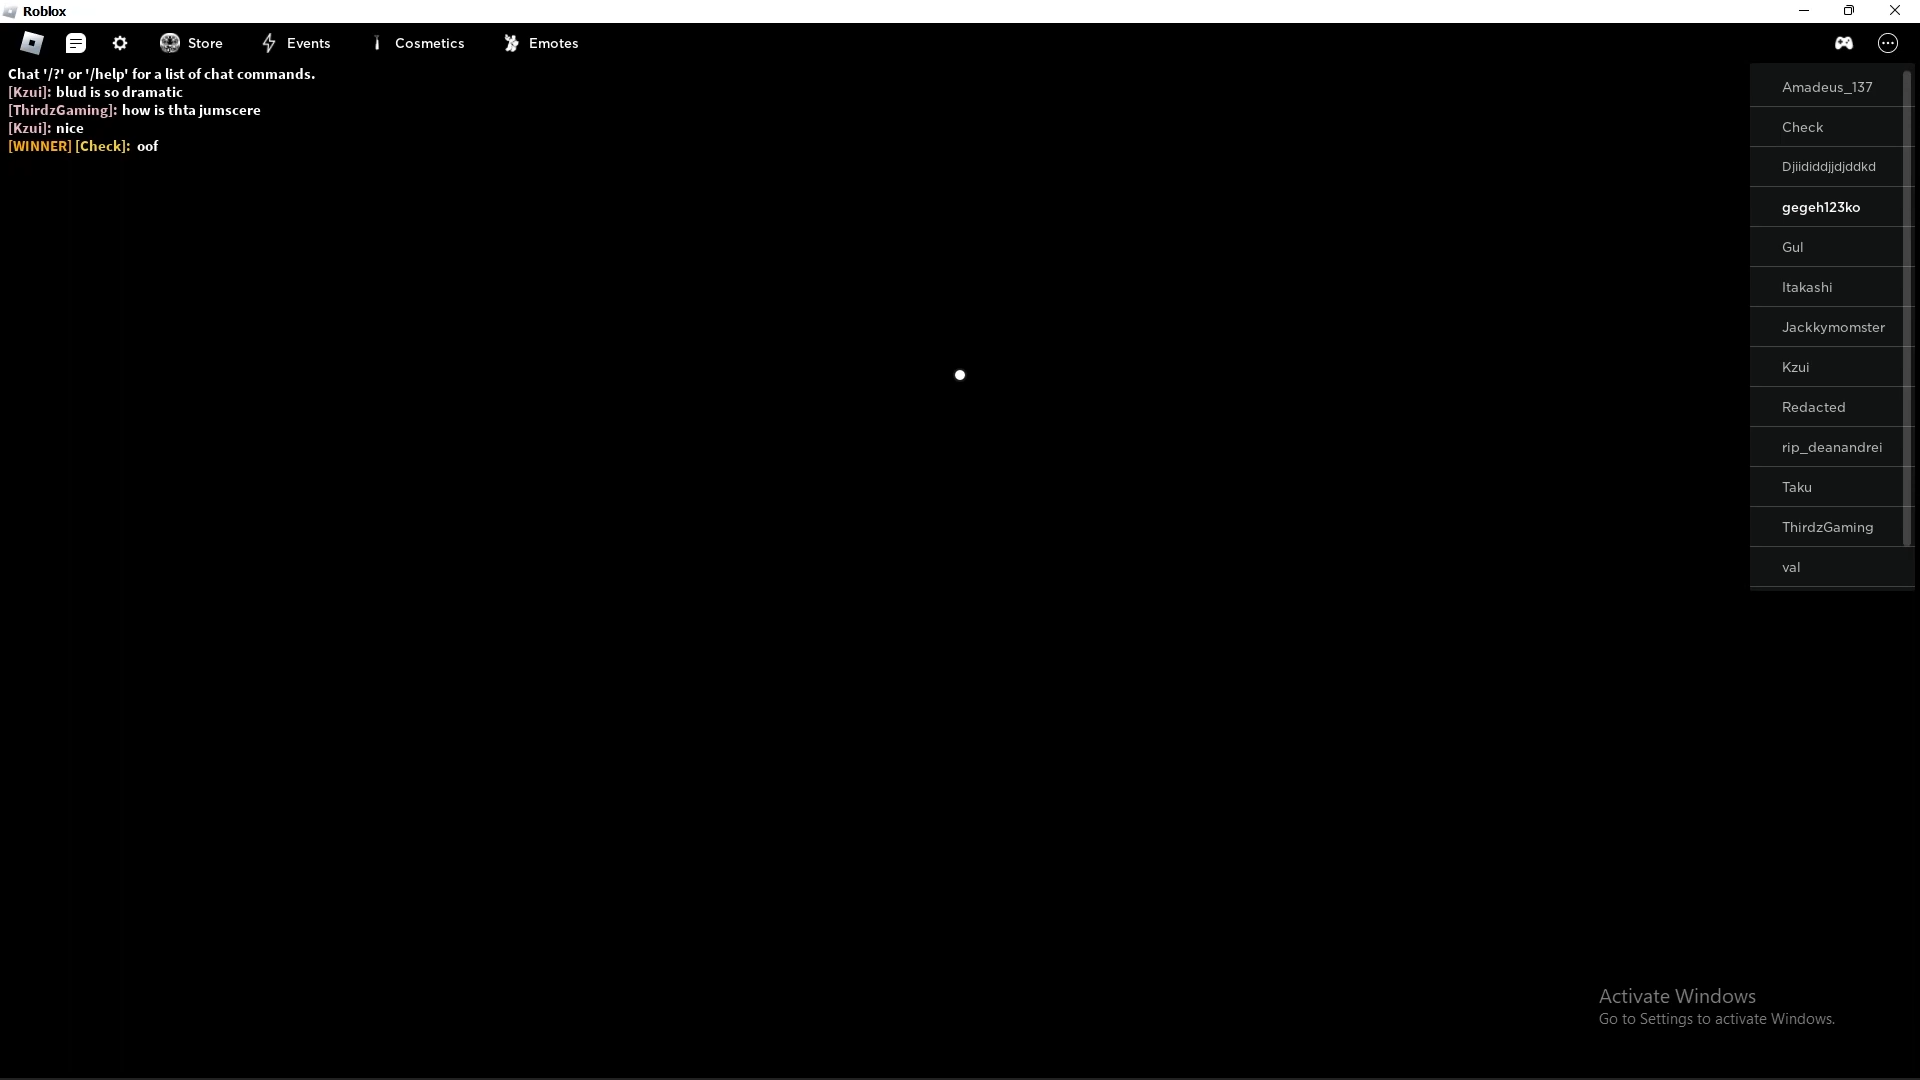 Roblox
Store Events Cosmetics Emotes
Chat '/?' or '/help' for a list of chat commands.
[Kzui]: blud is so dramatic
[ThirdzGaming]: how is thta jumscere
[Kzui]: nice
[WINNER] [Check]: oof
Amadeus_137
Check
Djiididdjjdjddkd
gegeh123ko
Gul
Itakashi
Jackkymomster
Kzui
Redacted
rip_deanandrei
Taku
ThirdzGaming
val
Activate Windows
Go to Settings to activate Windows.